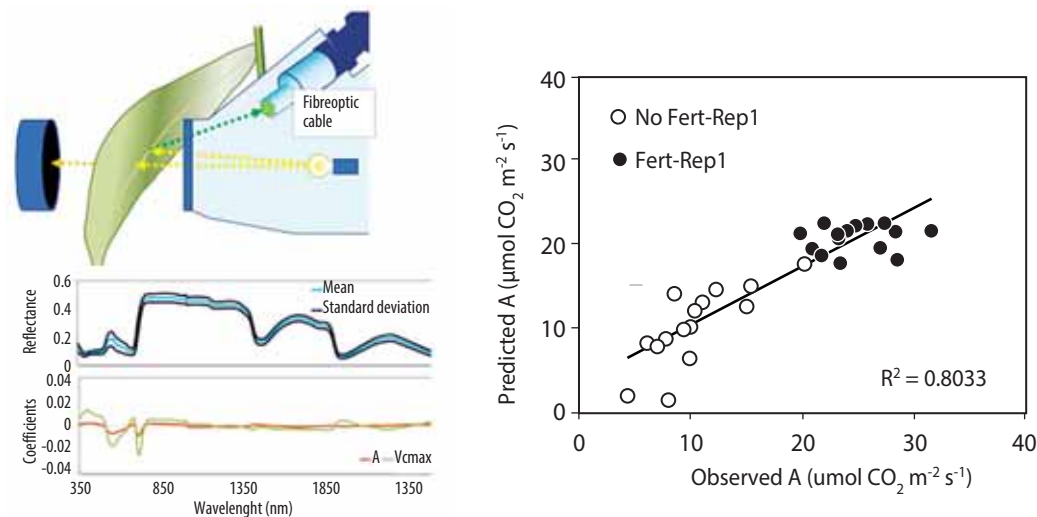 Fibreoptic
cable
0.6
0.4
0.2
0
Reflectance
Mean
Standard deviation
0.04
0.02
0
-0.02
-0.04
Coefficients
A Vcmax
350 850 1350 1850 1350
Wavelenght (nm)
40
30
20
10
0
Predicted A (μmol CO₂ m⁻² s⁻¹)
No Fert-Rep1
Fert-Rep1
R² = 0.8033
0 10 20 30 40
Observed A (umol CO₂ m⁻² s⁻¹)